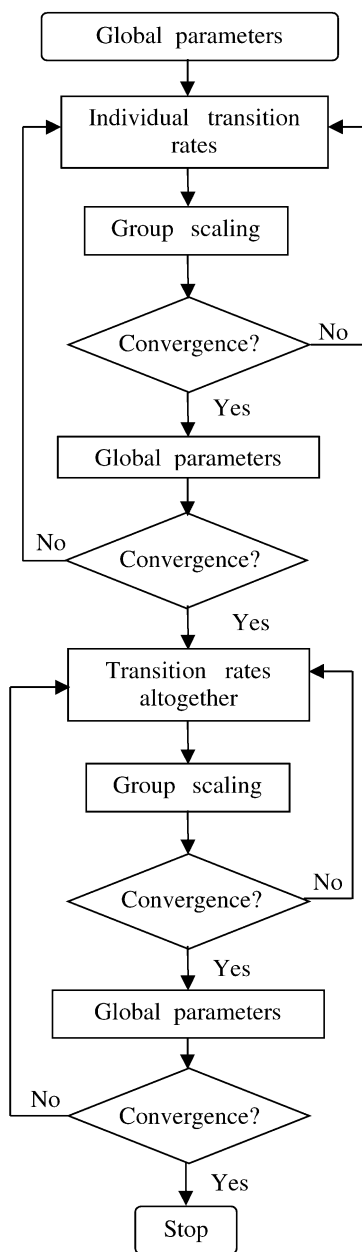 Global parameters
Individual transition
rates
Group scaling
Convergence?
No
Yes
Global parameters
No
Convergence?
Yes
Transition rates
altogether
Group scaling
Convergence?
No
Yes
Global parameters
No
Convergence?
Yes
Stop